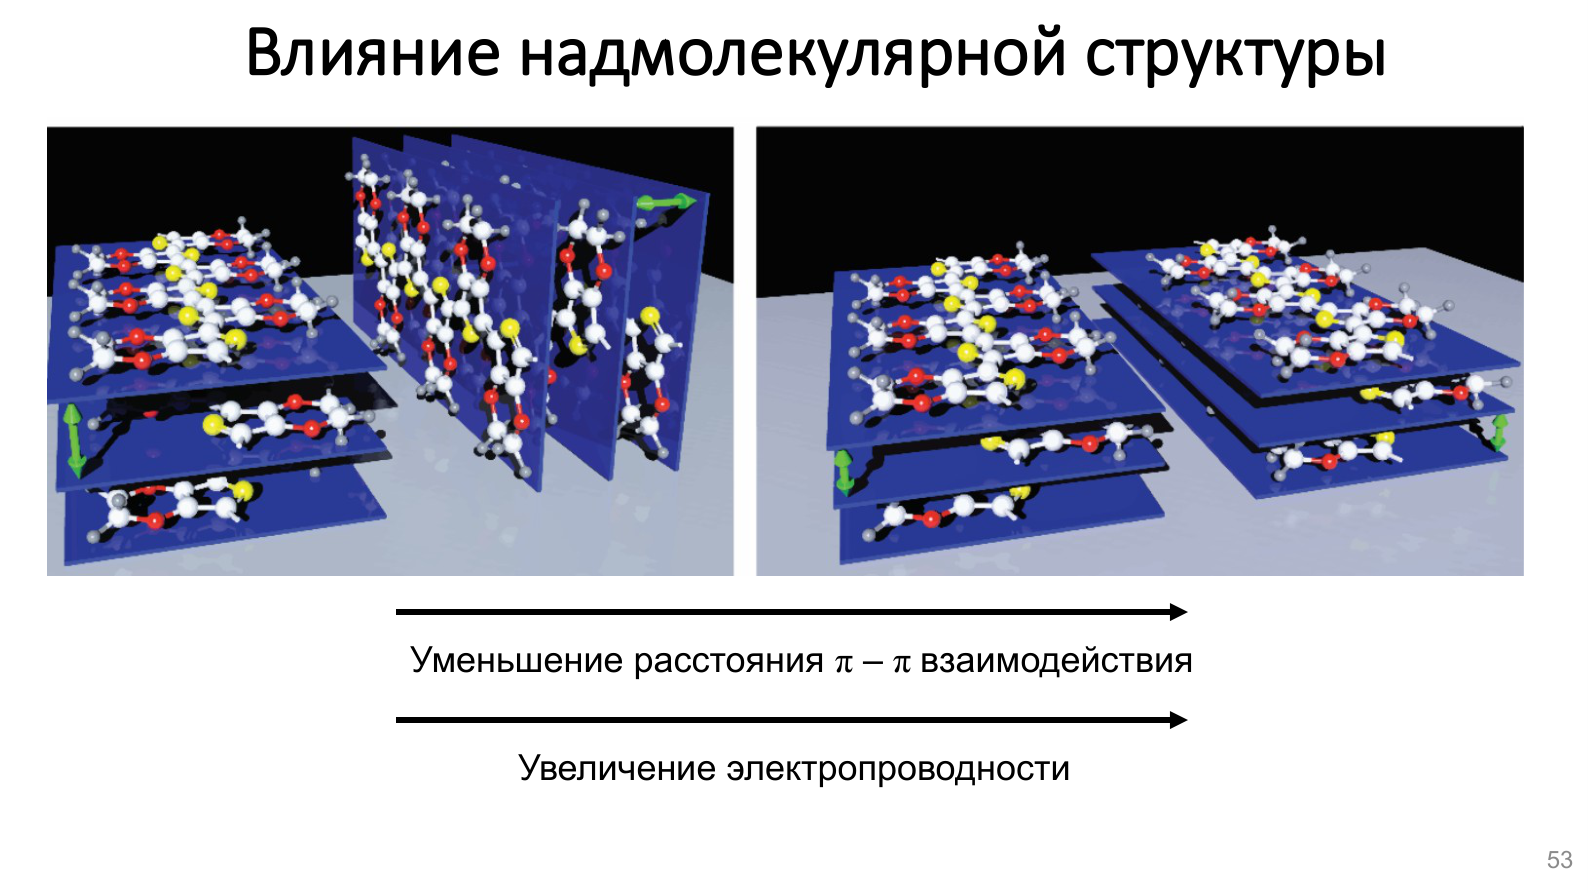 Влияние надмолекулярной структуры
Уменьшение расстояния π – π взаимодействия
Увеличение электропроводности
53